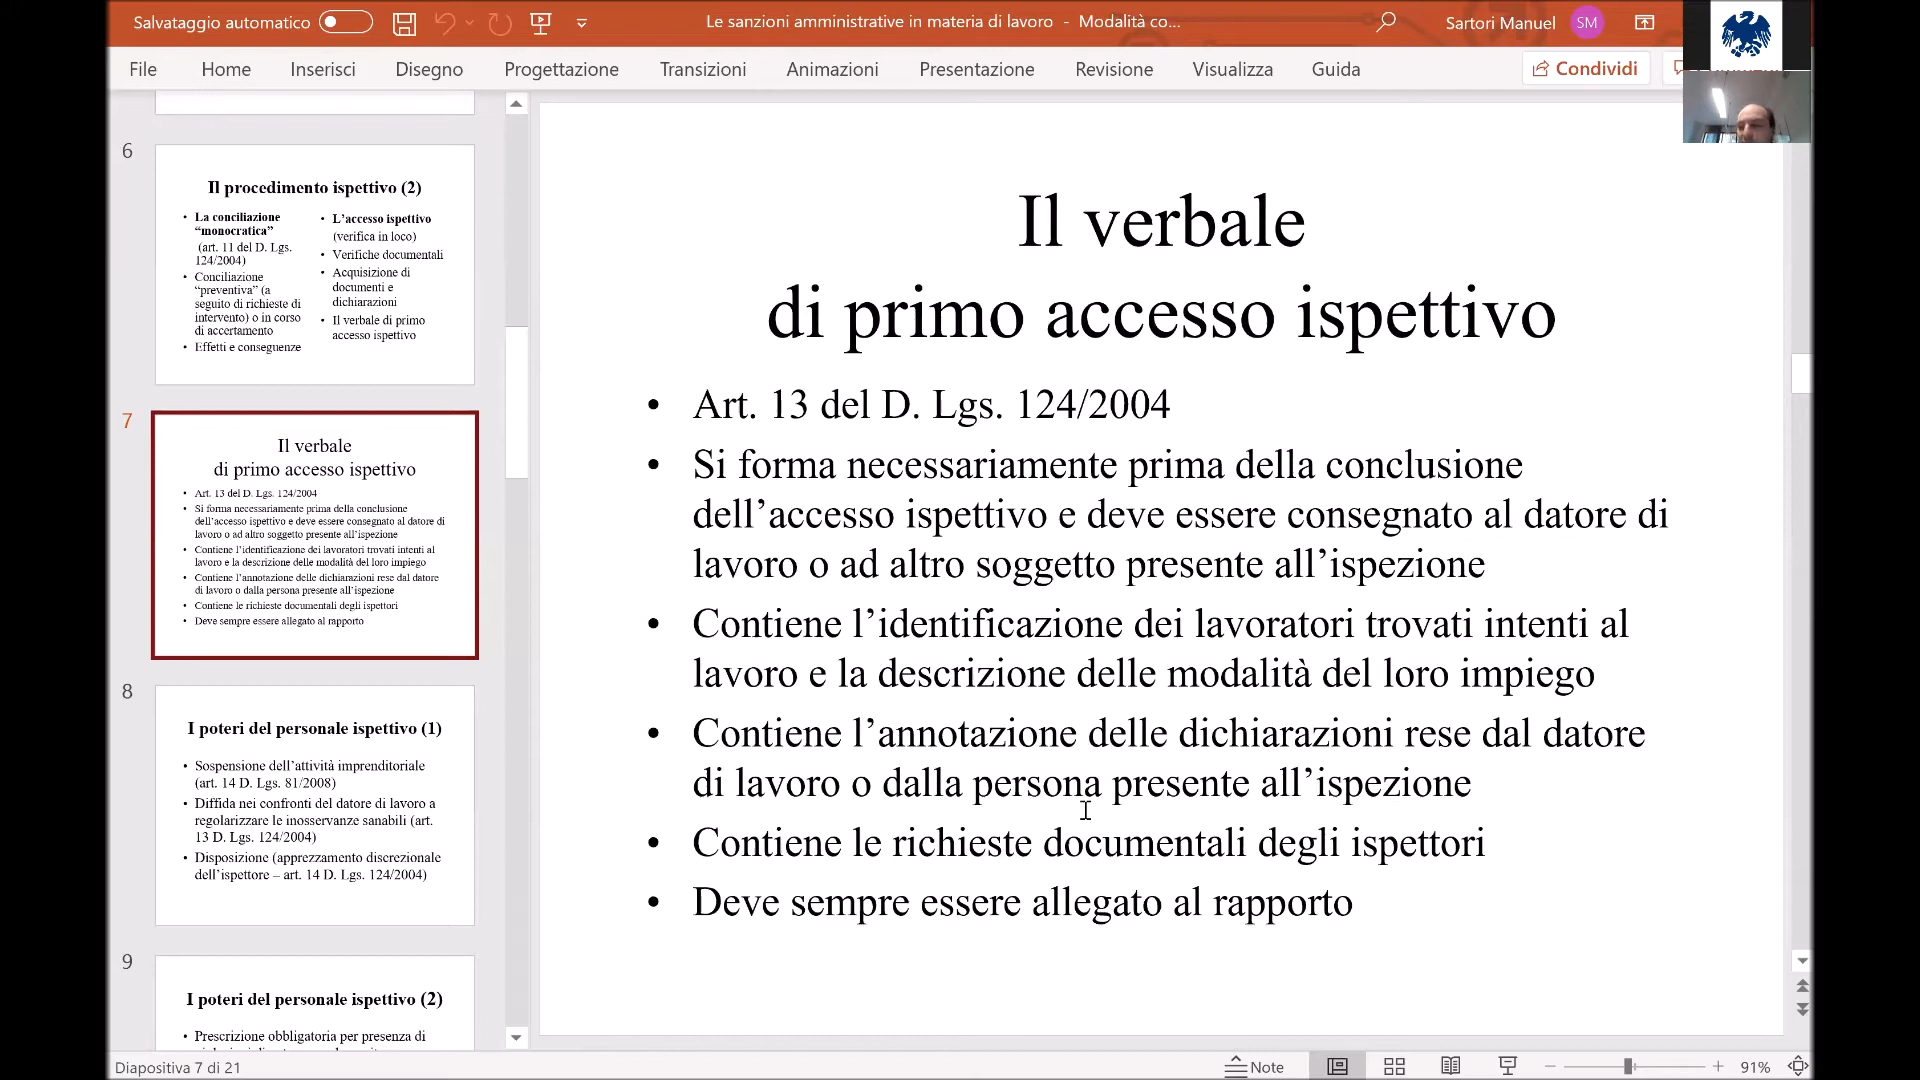 Salvataggio automatico
Le sanzioni amministrative in materia di lavoro - Modalità co...
Sartori Manuel
SM
File Home Inserisci Disegno Progettazione Transizioni Animazioni Presentazione Revisione Visualizza Guida
Condividi
6
Il procedimento ispettivo (2)
• La conciliazione
“monocratica”
(art. 11 del D. Lgs.
124/2004)
• Conciliazione
“preventiva” (a
seguito di richieste di
intervento) o in corso
di accertamento
• Effetti e conseguenze
• L’accesso ispettivo
(verifica in loco)
• Verifiche documentali
• Acquisizione di
documenti e
dichiarazioni
• Il verbale di primo
accesso ispettivo
7
Il verbale
di primo accesso ispettivo
• Art. 13 del D. Lgs. 124/2004
• Si forma necessariamente prima della conclusione
dell’accesso ispettivo e deve essere consegnato al datore di
lavoro o ad altro soggetto presente all’ispezione
• Contiene l’identificazione dei lavoratori trovati intenti al
lavoro e la descrizione delle modalità del loro impiego
• Contiene l’annotazione delle dichiarazioni rese dal datore
di lavoro o dalla persona presente all’ispezione
• Contiene le richieste documentali degli ispettori
• Deve sempre essere allegato al rapporto
8
I poteri del personale ispettivo (1)
• Sospensione dell’attività imprenditoriale
(art. 14 D. Lgs. 81/2008)
• Diffida nei confronti del datore di lavoro a
regolarizzare le inosservanze sanabili (art.
13 D. Lgs. 124/2004)
• Disposizione (apprezzamento discrezionale
dell’ispettore – art. 14 D. Lgs. 124/2004)
9
I poteri del personale ispettivo (2)
• Prescrizione obbligatoria per presenza di
Il verbale
di primo accesso ispettivo
• Art. 13 del D. Lgs. 124/2004
• Si forma necessariamente prima della conclusione
dell’accesso ispettivo e deve essere consegnato al datore di
lavoro o ad altro soggetto presente all’ispezione
• Contiene l’identificazione dei lavoratori trovati intenti al
lavoro e la descrizione delle modalità del loro impiego
• Contiene l’annotazione delle dichiarazioni rese dal datore
di lavoro o dalla persona presente all’ispezione
• Contiene le richieste documentali degli ispettori
• Deve sempre essere allegato al rapporto
Diapositiva 7 di 21
Note
91%